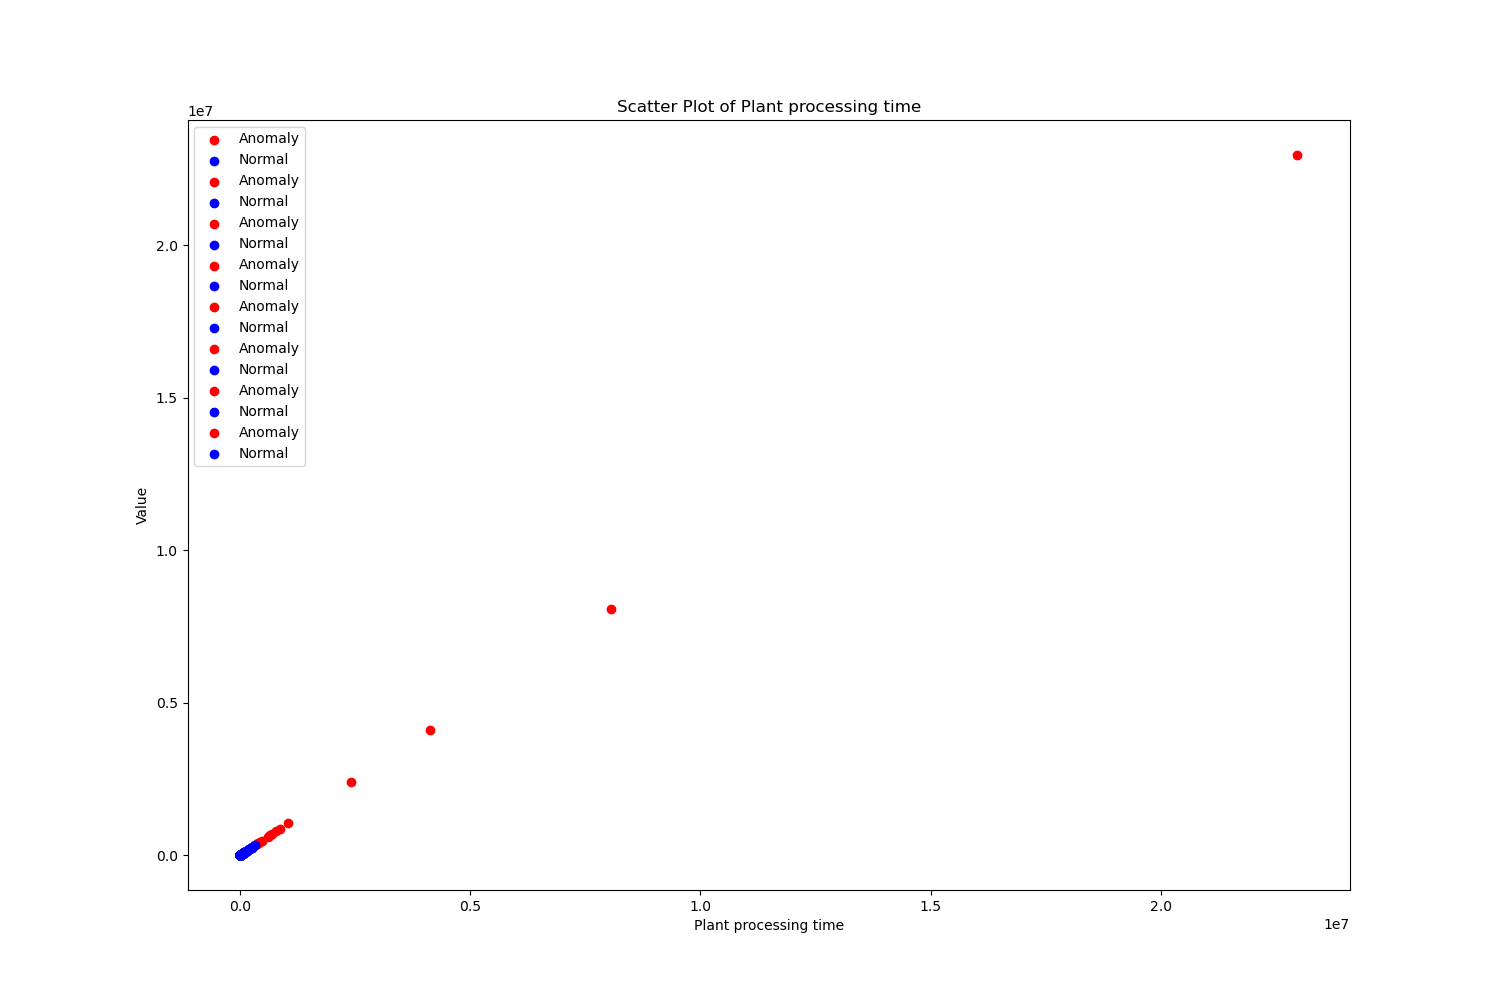 Scatter Plot of Plant processing time
1e7
Anomaly
Normal
Anomaly
Normal
Anomaly
Normal
Anomaly
Normal
Anomaly
Normal
Anomaly
Normal
Anomaly
Normal
Anomaly
Normal
2.0
1.5
1.0
0.5
0.0
Value
0.0 0.5 1.0 1.5 2.0
Plant processing time
1e7